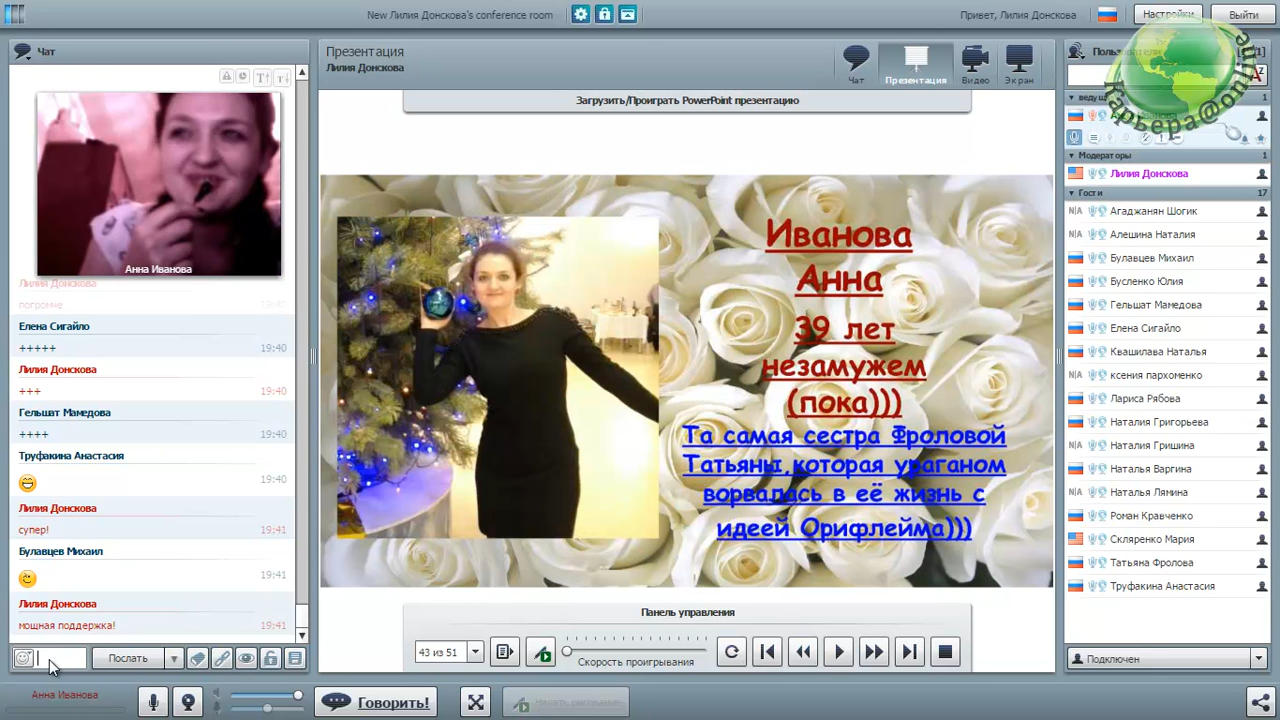 New Лилия Донскова's conference room
Привет, Лилия Донскова
Настройки
Выйти
Чат
Анна Иванова
Лилия Донскова
погромче
Елена Сигайло
+++++
19:40
Лилия Донскова
+++
19:40
Гельшат Мамедова
++++
19:40
Труфакина Анастасия
19:40
Лилия Донскова
супер!
19:41
Булавцев Михаил
19:41
Лилия Донскова
мощная поддержка!
19:41
Послать
Анна Иванова
Презентация
Лилия Донскова
Чат
Презентация
Видео
Экран
Загрузить/Проиграть PowerPoint презентацию
Иванова
Анна
39 лет
незамужем
(пока)))
Та самая сестра Фроловой
Татьяны,которая ураганом
ворвалась в её жизнь с
идеей Орифлейма)))
Панель управления
43 из 51
Скорость проигрывания
Говорить!
Начать рисование
карьера@online
Модераторы
1
Лилия Донскова
Гости
17
N/A Агаджанян Шогик
N/A Алешина Наталия
Булавцев Михаил
Бусленко Юлия
Гельшат Мамедова
Елена Сигайло
Квашилава Наталья
N/A ксения пархоменко
Лариса Рябова
Наталия Григорьева
N/A Наталия Гришина
Наталья Варгина
N/A Наталья Лямина
Роман Кравченко
Скляренко Мария
Татьяна Фролова
Труфакина Анастасия
Подключен